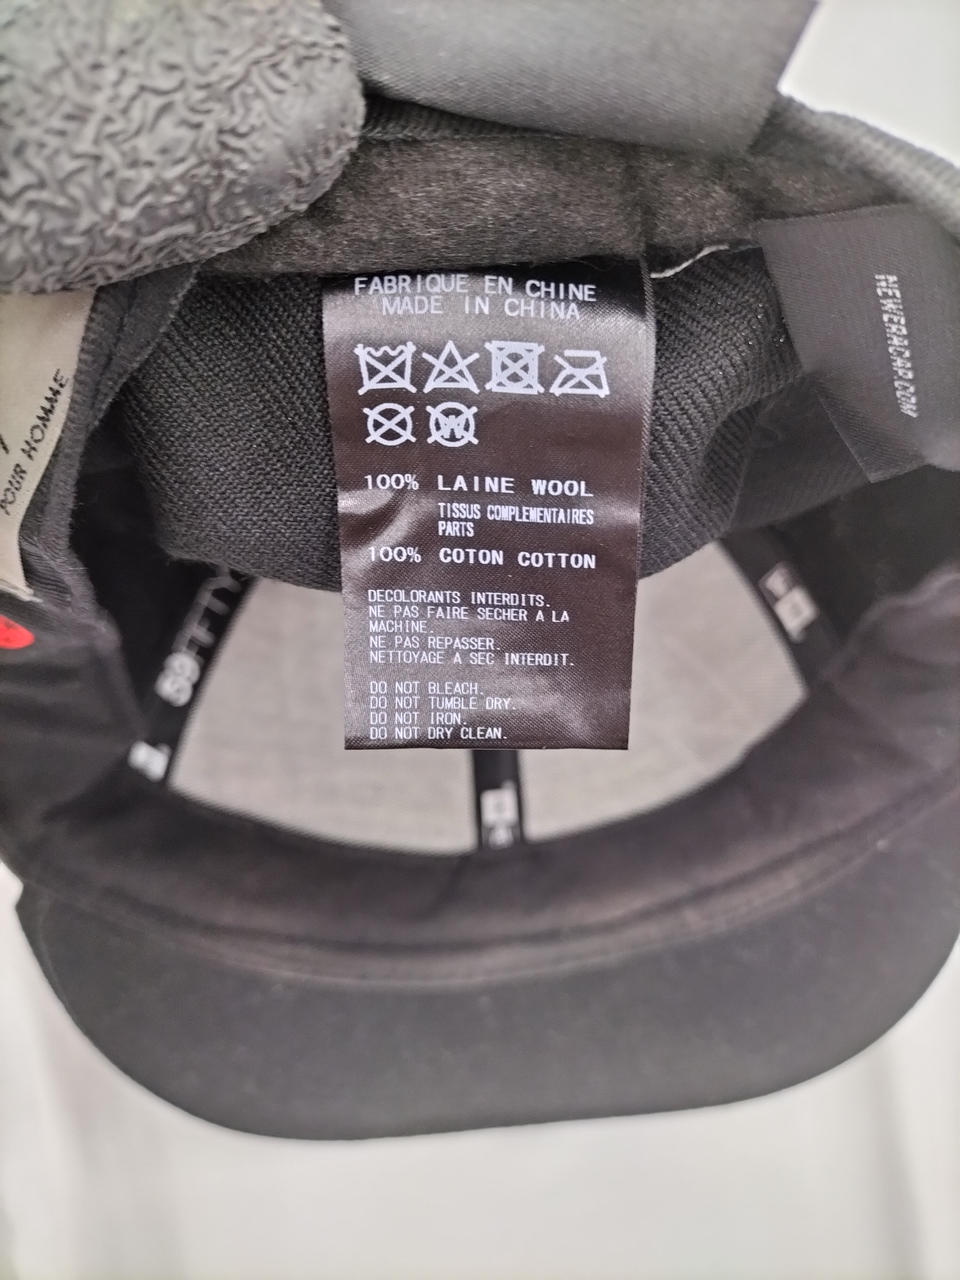 FABRIQUE EN CHINE
MADE IN CHINA
W
100% LAINE WOOL
TISSUS COMPLEMENTAIRES
PARTS
100% COTON COTTON
DECOLORANTS INTERDITS.
NE PAS FAIRE SECHER A LA
MACHINE.
NE PAS REPASSER.
NETTOYAGE A SEC INTERDIT.
DO NOT BLEACH.
DO NOT TUMBLE DRY.
DO NOT IRON.
DO NOT DRY CLEAN.
NEWERACAP.COM
POUR HOMME
59FIFTY